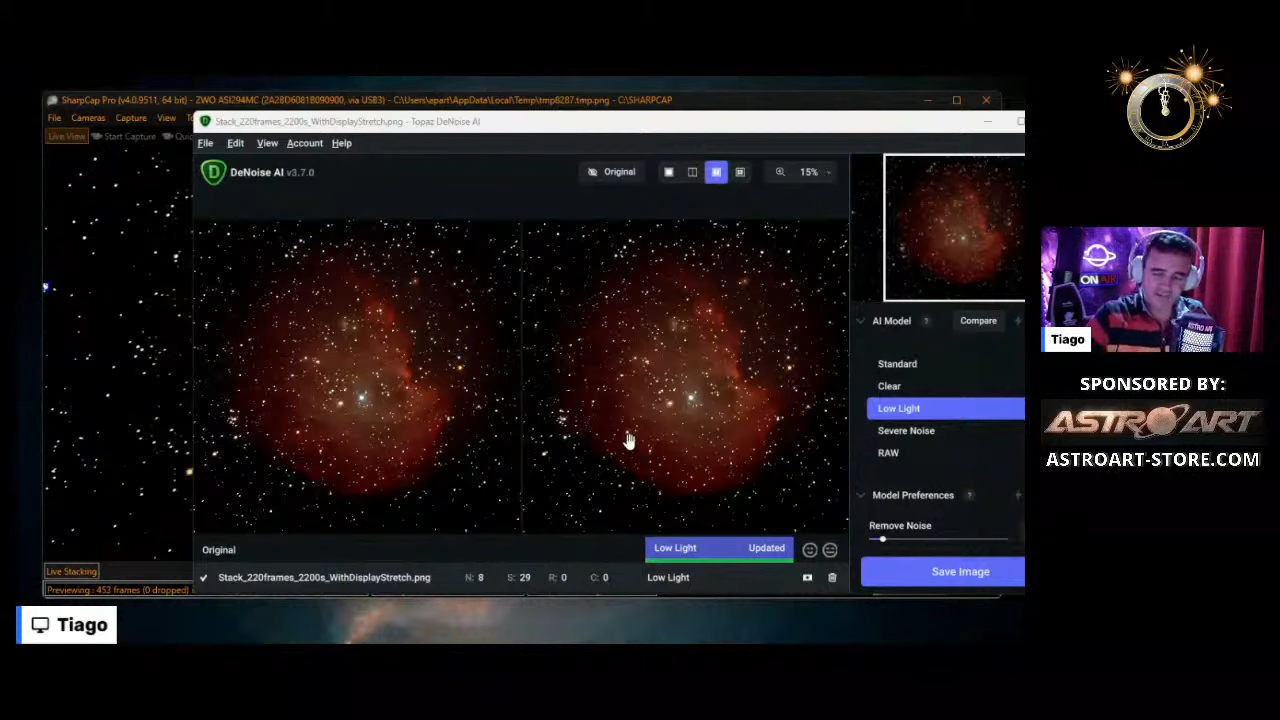 SharpCap Pro (v4.0.9511, 64 bit) - ZWO ASI294MC (2A28D60818090900, via USB3) - C:\Users\apart\AppData\Local\Temp\tmp8287.tmp.png - C:\SHARPCAP
File Cameras Capture View
Live View Start Capture
Stack_220frames_2200s_WithDisplayStretch.png - Topaz DeNoise AI
File Edit View Account Help
DeNoise AI v3.7.0
Original
15%
AI Model ? Compare
Standard
Clear
Low Light
Severe Noise
RAW
Model Preferences ?
Remove Noise
Save Image
Original
Low Light Updated
Stack_220frames_2200s_WithDisplayStretch.png N: 8 S: 29 R: 0 C: 0 Low Light
Live Stacking
Previewing : 453 frames (0 dropped)
Tiago
ON AIR
Tiago
SPONSORED BY:
ASTROART
ASTROART-STORE.COM